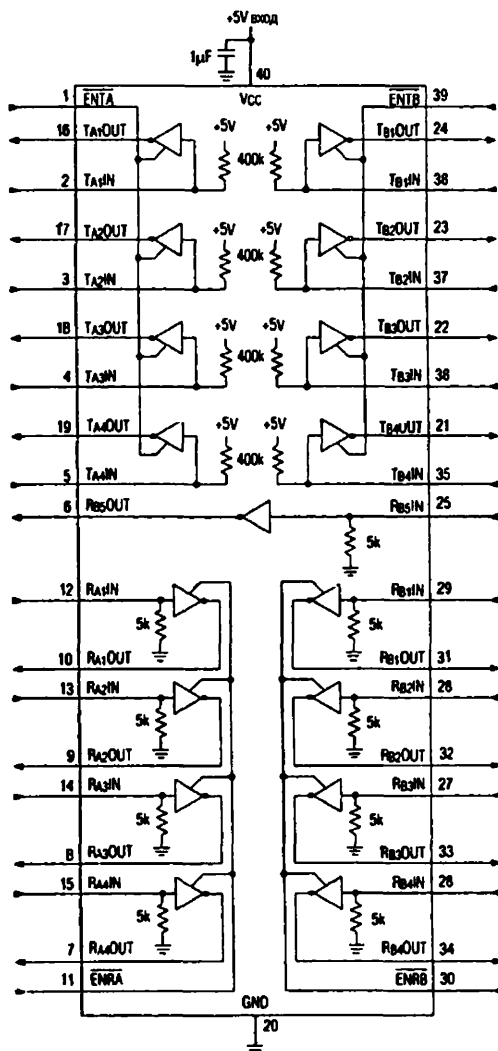 +5V ВХОД
1µF
40
VCC
1 ENTA
ENTB 39
16 TA1OUT
+5V +5V
TB1OUT 24
400k
2 TA1IN
TB1IN 38
17 TA2OUT
+5V +5V
TB2OUT 23
400k
3 TA2IN
TB2IN 37
18 TA3OUT
+5V +5V
TB3OUT 22
400k
4 TA3IN
TB3IN 38
19 TA4OUT
+5V +5V
TB4OUT 21
400k
5 TA4IN
TB4IN 35
6 RB5OUT
RB5IN 25
5k
12 RA1IN
RB1IN 29
5k 5k
10 RA1OUT
RB1OUT 31
13 RA2IN
RB2IN 28
5k 5k
9 RA2OUT
RB2OUT 32
14 RA3IN
RB3IN 27
5k 5k
8 RA3OUT
RB3OUT 33
15 RA4IN
RB4IN 26
5k 5k
7 RA4OUT
RB4OUT 34
11 ENRA
ENRB 30
GND
20